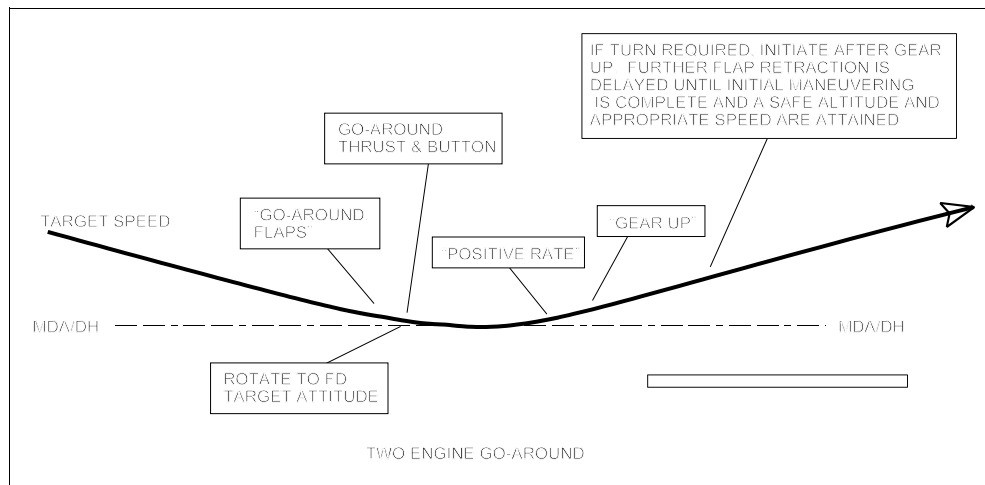 IF TURN REQUIRED, INITIATE AFTER GEAR
UP. FURTHER FLAP RETRACTION IS
DELAYED UNTIL INITIAL MANEUVERING
IS COMPLETE AND A SAFE ALTITUDE AND
APPROPRIATE SPEED ARE ATTAINED
GO-AROUND
THRUST & BUTTON
TARGET SPEED
"GO-AROUND
FLAPS"
"GEAR UP"
"POSITIVE RATE"
MDA/DH
MDA/DH
ROTATE TO FD
TARGET ATTITUDE
TWO ENGINE GO-AROUND